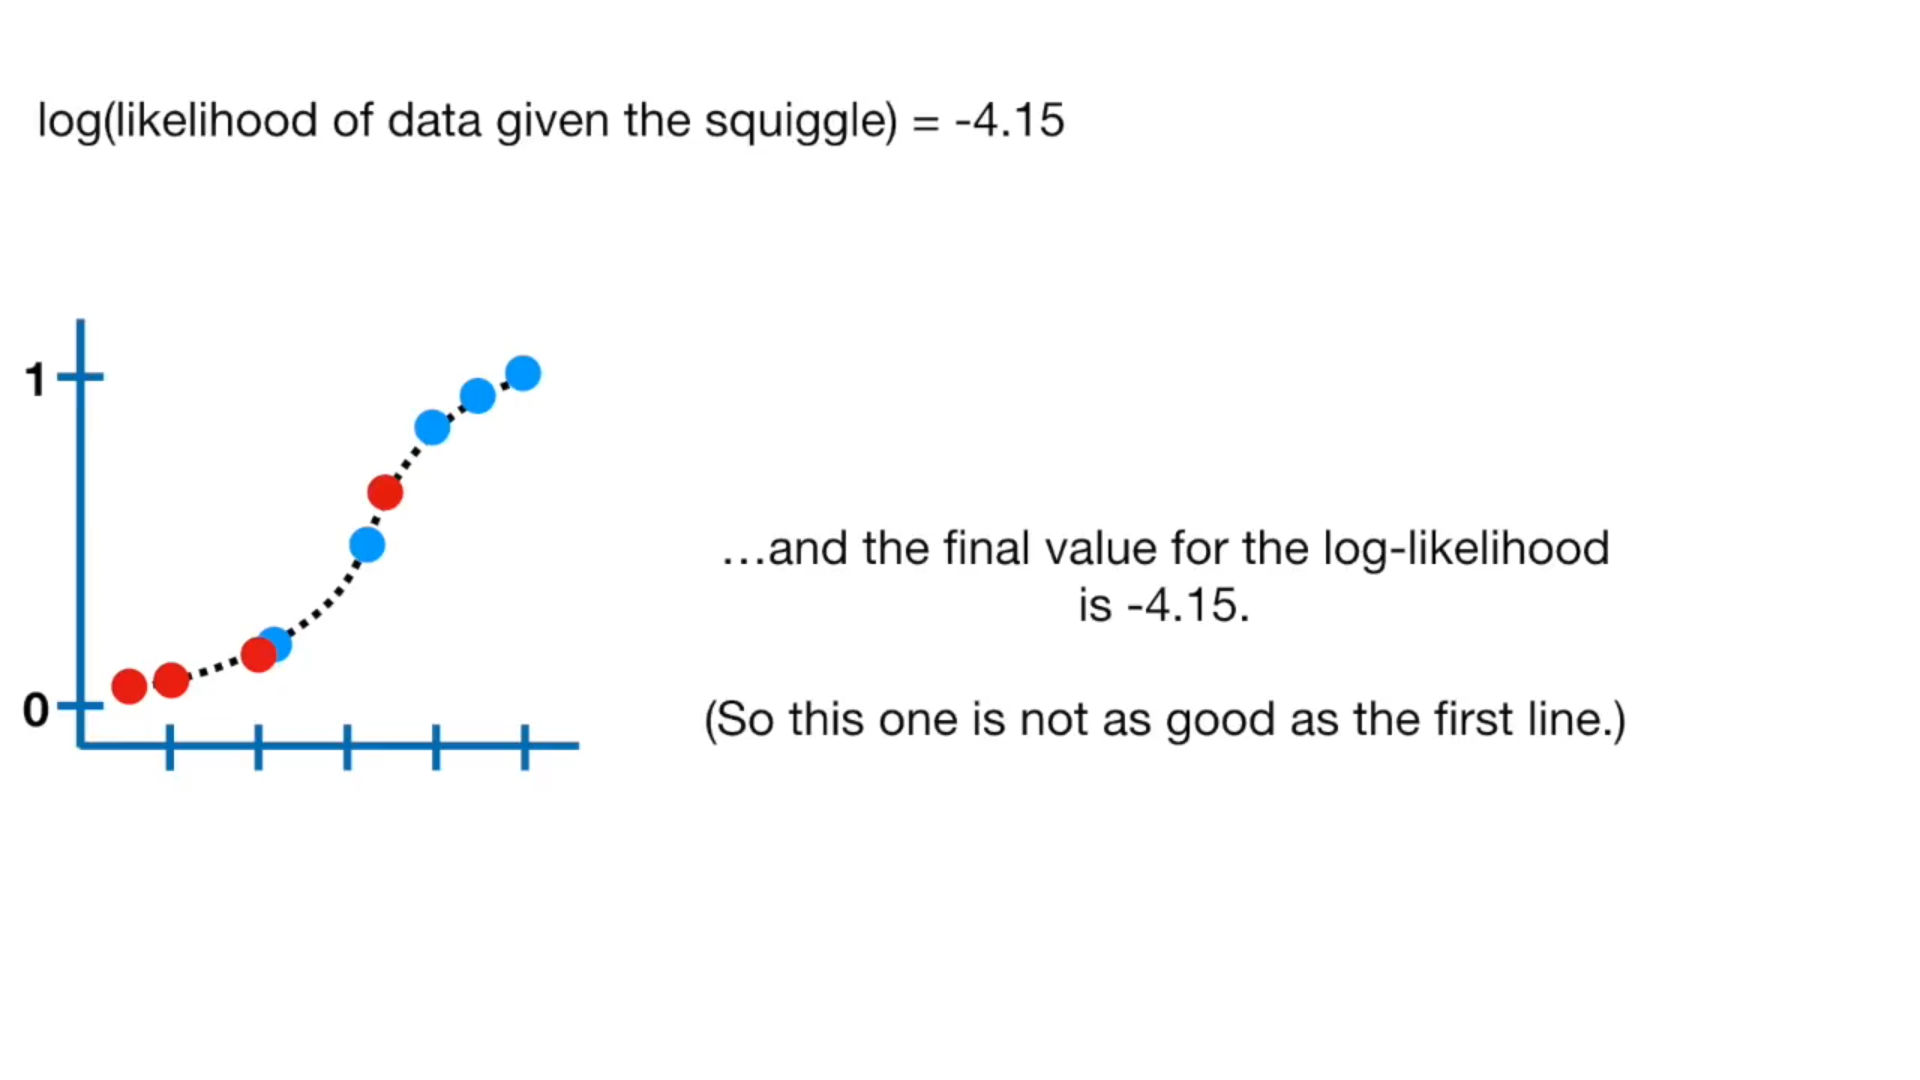 log(likelihood of data given the squiggle) = -4.15
1
0
…and the final value for the log-likelihood
is -4.15.
(So this one is not as good as the first line.)